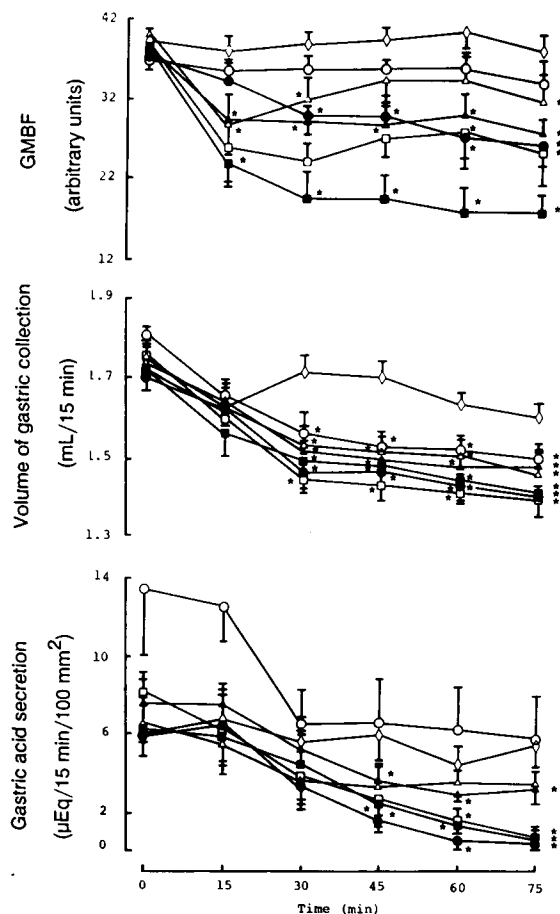 42
32
22
12
GMBF
(arbitrary units)
1.9
1.7
1.5
1.3
Volume of gastric collection
(mL/15 min)
14
10
6
2
0
Gastric acid secretion
(µEq/15 min/100 mm²)
0 15 30 45 60 75
Time (min)